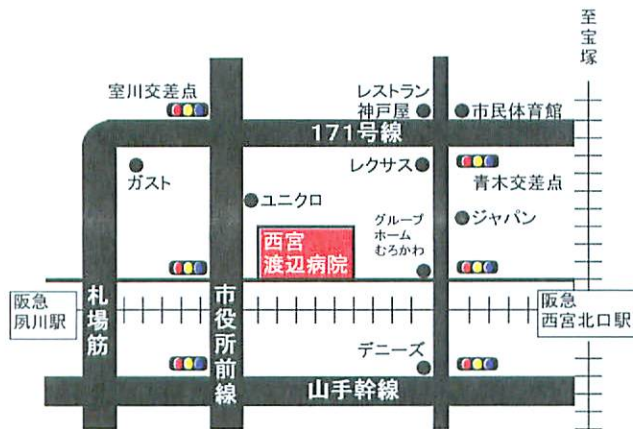 至宝塚
室川交差点
レストラン
神戸屋
市民体育館
171号線
ガスト
レクサス
青木交差点
ユニクロ
ジャパン
西宮
渡辺病院
グループ
ホーム
むろかわ
阪急
夙川駅
札場筋
市役所前線
阪急
西宮北口駅
デニーズ
山手幹線